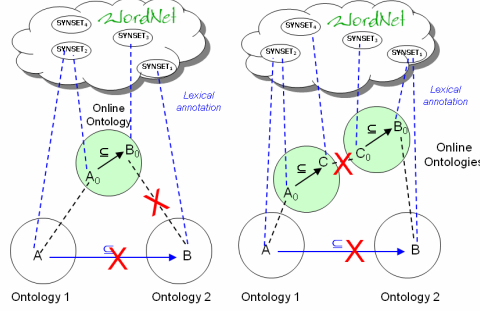 WordNet
SYNSET4
SYNSET3
SYNSET2
SYNSET1
Lexical
annotation
Online
Ontology
⊆
B0
A0
⊆
A
B
Ontology 1
Ontology 2
WordNet
SYNSET4
SYNSET3
SYNSET2
SYNSET1
Lexical
annotation
⊆
B0
Online
Ontologies
⊆
C
C0
A0
⊆
A
B
Ontology 1
Ontology 2